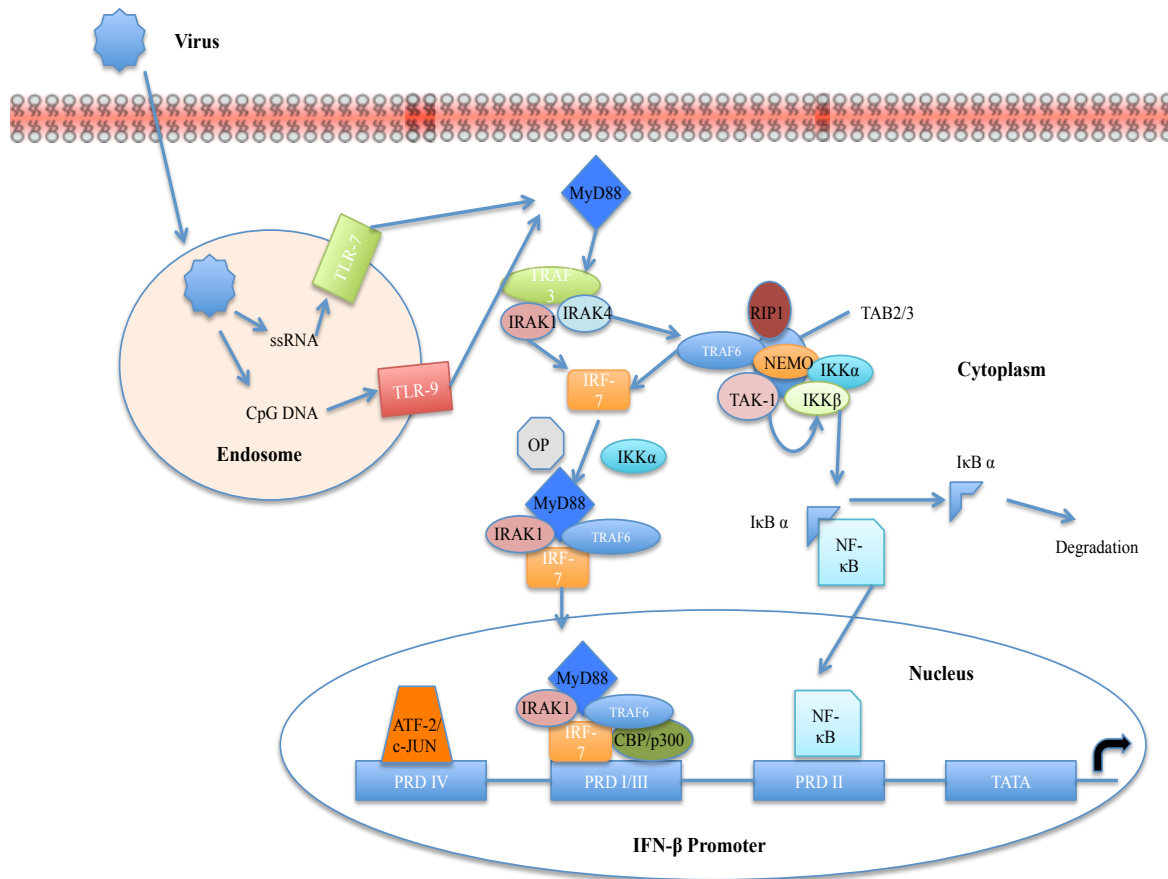 Virus
MyD88
TLR-7
TRAF
3
IRAK1
IRAK4
ssRNA
TLR-9
CpG DNA
Endosome
RIP1
TAB2/3
TRAF6
NEMO
IKKα
TAK-1
IKKβ
Cytoplasm
IRF-
7
OP
IKKα
MyD88
IRAK1
TRAF6
IRF-
7
IκB α
IκB α
NF-
κB
Degradation
Nucleus
MyD88
IRAK1
TRAF6
IRF-
7
CBP/p300
ATF-2/
c-JUN
NF-
κB
PRD IV
PRD I/III
PRD II
TATA
IFN-β Promoter